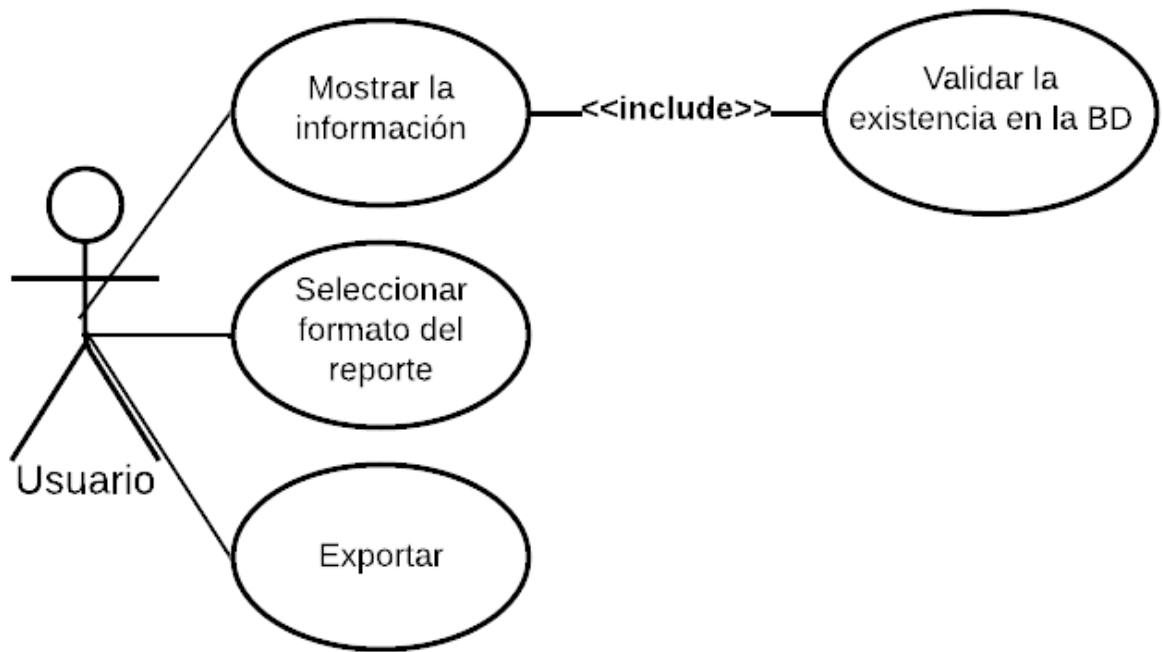 Mostrar la
información
<<include>>
Validar la
existencia en la BD
Seleccionar
formato del
reporte
Usuario
Exportar